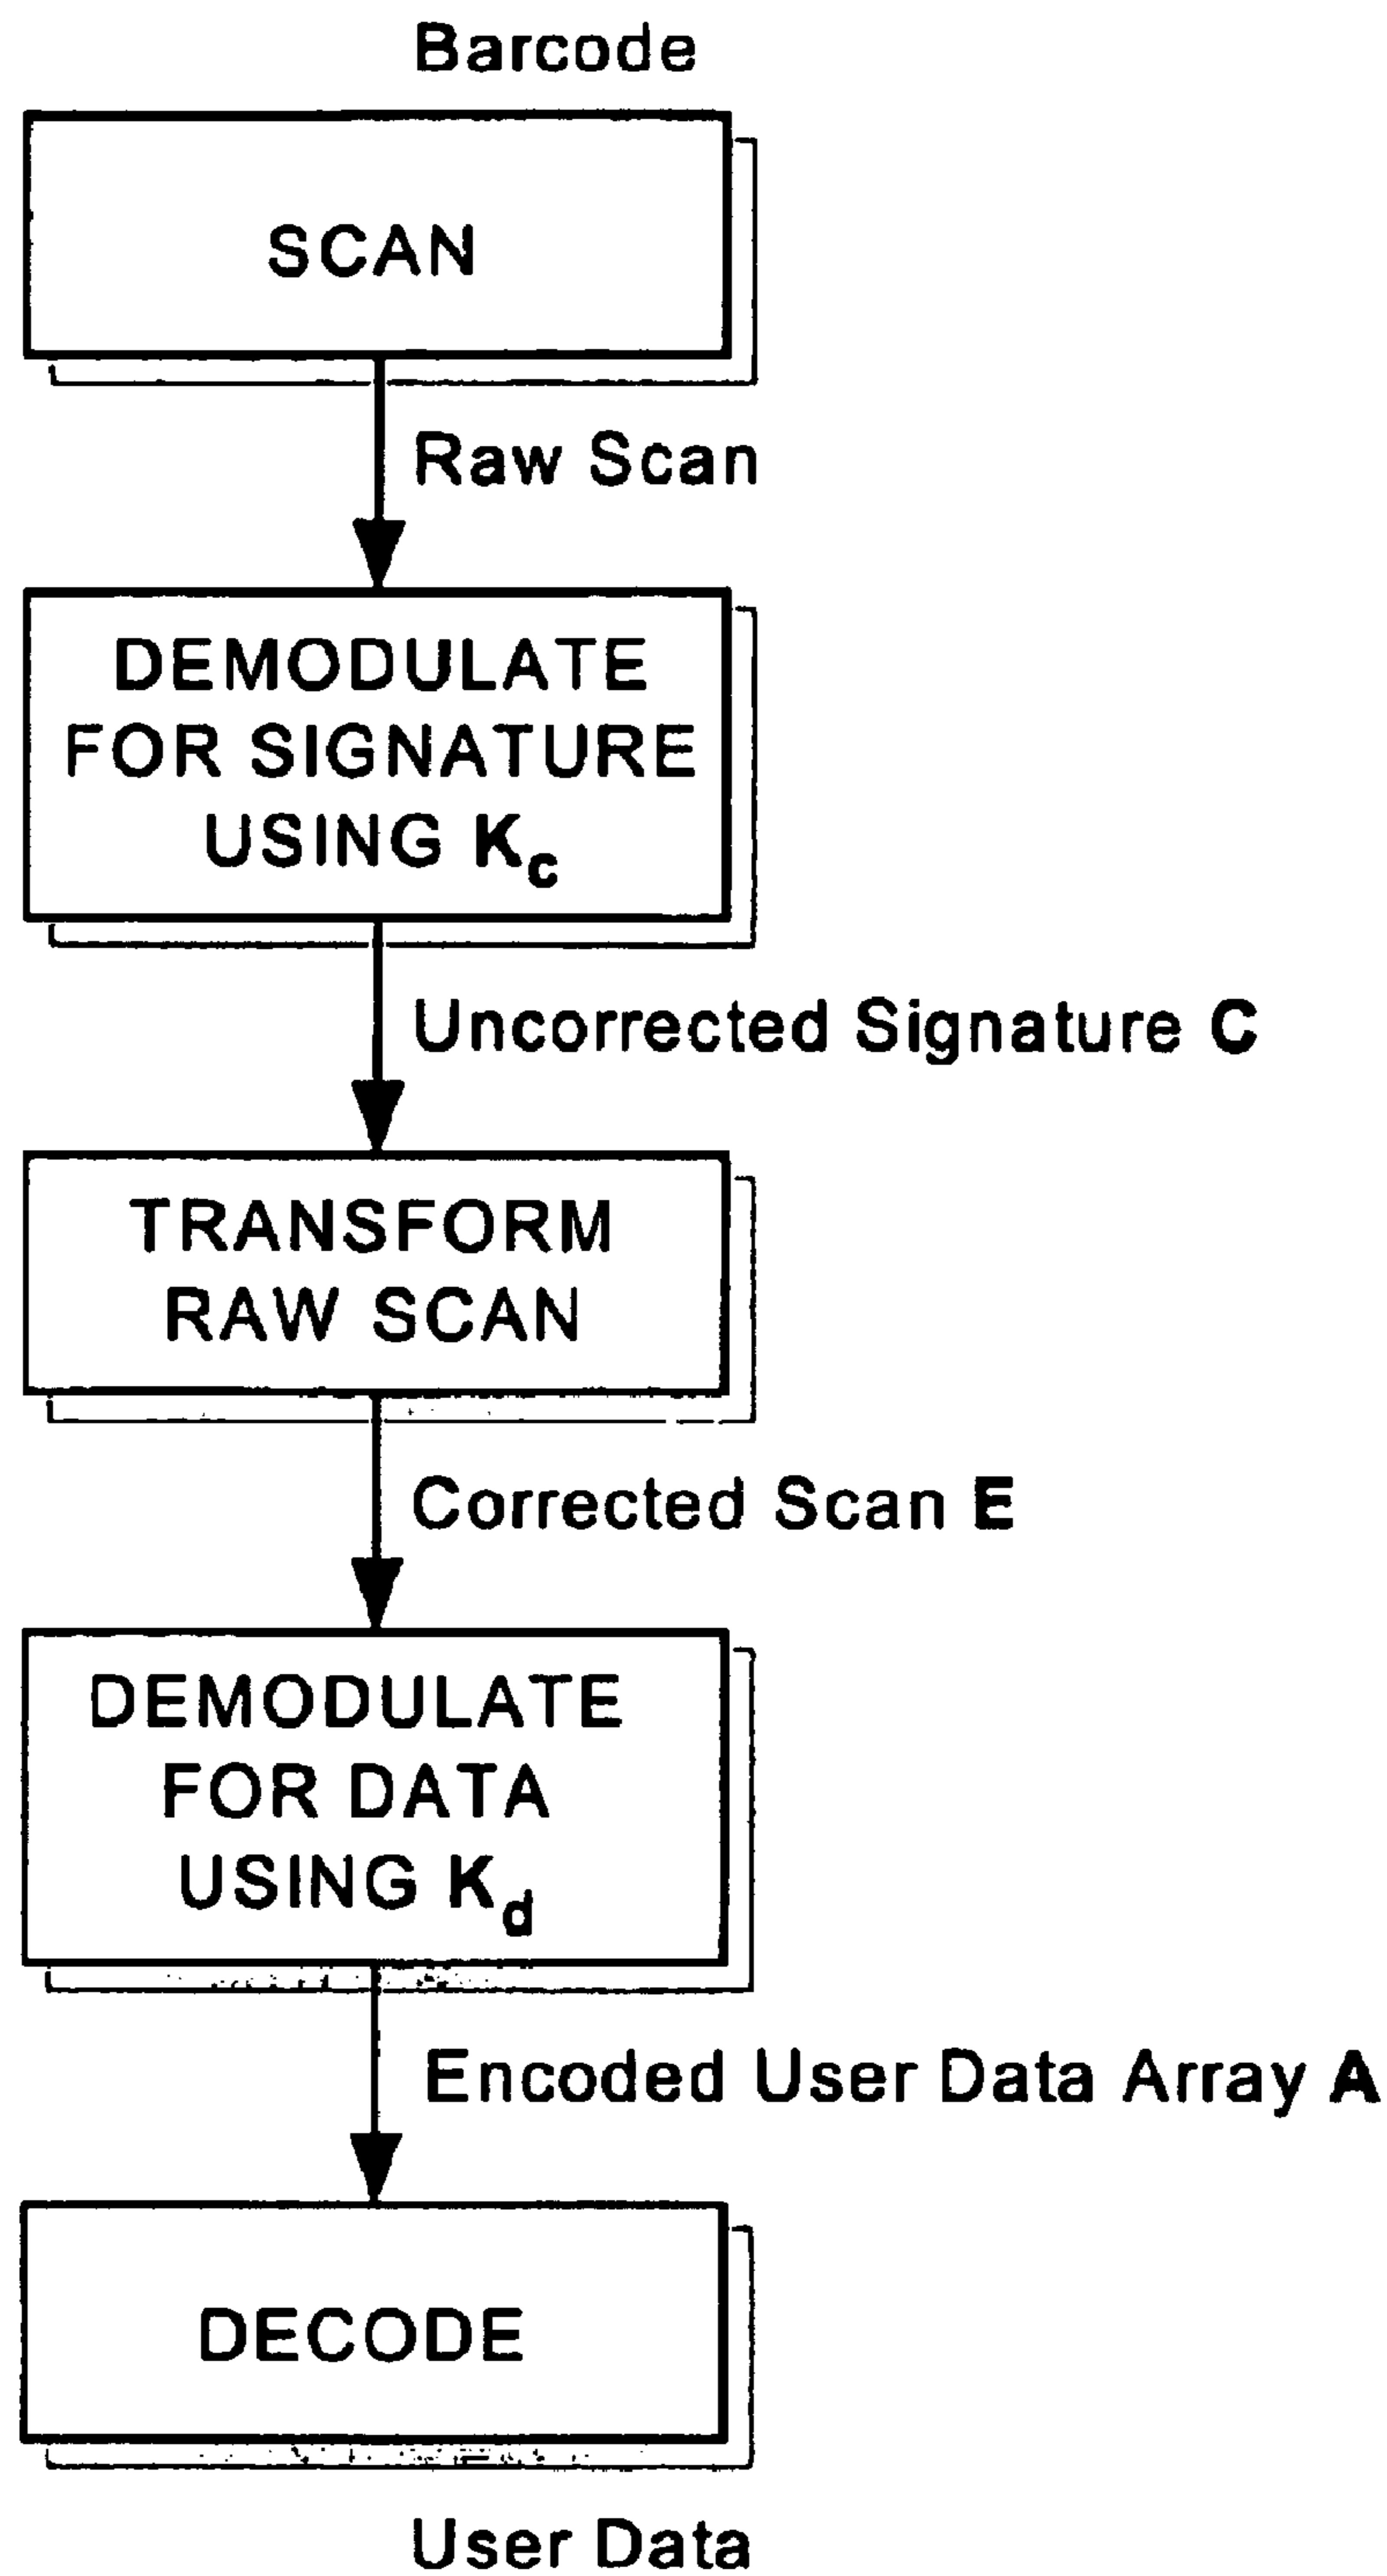 Barcode
SCAN
Raw Scan
DEMODULATE
FOR SIGNATURE
USING Kc
Uncorrected Signature C
TRANSFORM
RAW SCAN
Corrected Scan E
DEMODULATE
FOR DATA
USING Kd
Encoded User Data Array A
DECODE
User Data